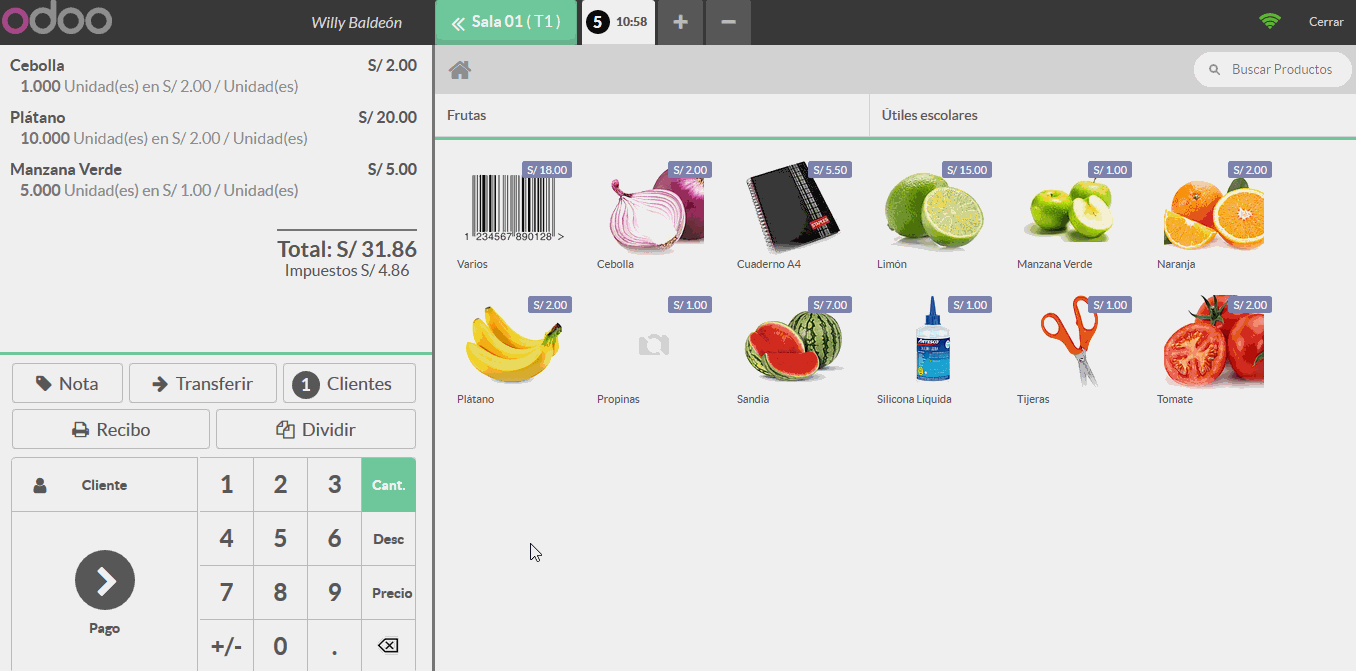 odoo
Willy Baldeón
Sala 01 ( T1 )
5 10:58
+
−
Cerrar
Cebolla S/ 2.00
1.000 Unidad(es) en S/ 2.00 / Unidad(es)
Plátano S/ 20.00
10.000 Unidad(es) en S/ 2.00 / Unidad(es)
Manzana Verde S/ 5.00
5.000 Unidad(es) en S/ 1.00 / Unidad(es)
Total: S/ 31.86
Impuestos S/ 4.86
Nota
Transferir
1 Clientes
Recibo
Dividir
Cliente
Pago
1 2 3 Cant.
4 5 6 Desc
7 8 9 Precio
+/- 0 .
Buscar Productos
Frutas
Útiles escolares
S/ 18.00
1 234567 890128 >
Varios
S/ 2.00
Cebolla
S/ 5.50
Cuaderno A4
S/ 15.00
Limón
S/ 1.00
Manzana Verde
S/ 2.00
Naranja
S/ 2.00
Plátano
S/ 1.00
Propinas
S/ 7.00
Sandia
S/ 1.00
Silicona Liquida
S/ 1.00
Tijeras
S/ 2.00
Tomate